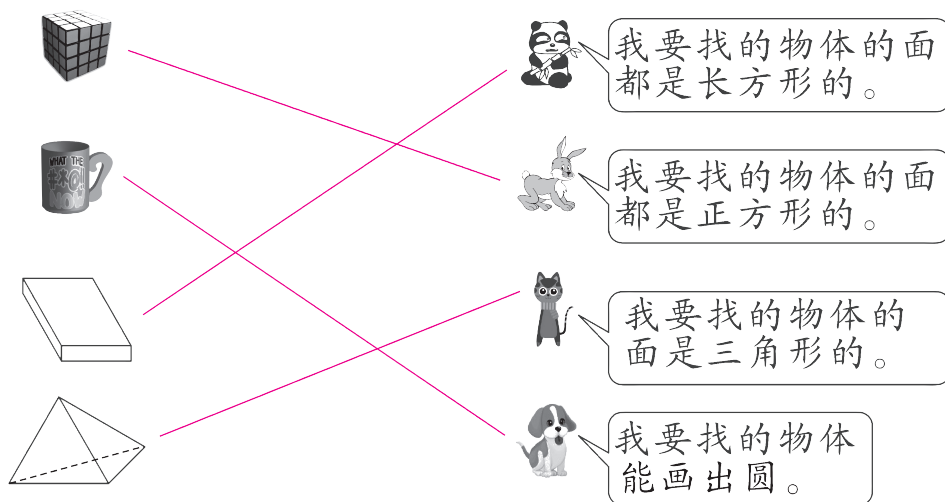 我要找的物体的面
都是长方形的。
WHAT THE
#*@!
我要找的物体的面
都是正方形的。
我要找的物体的
面是三角形的。
我要找的物体
能画出圆。